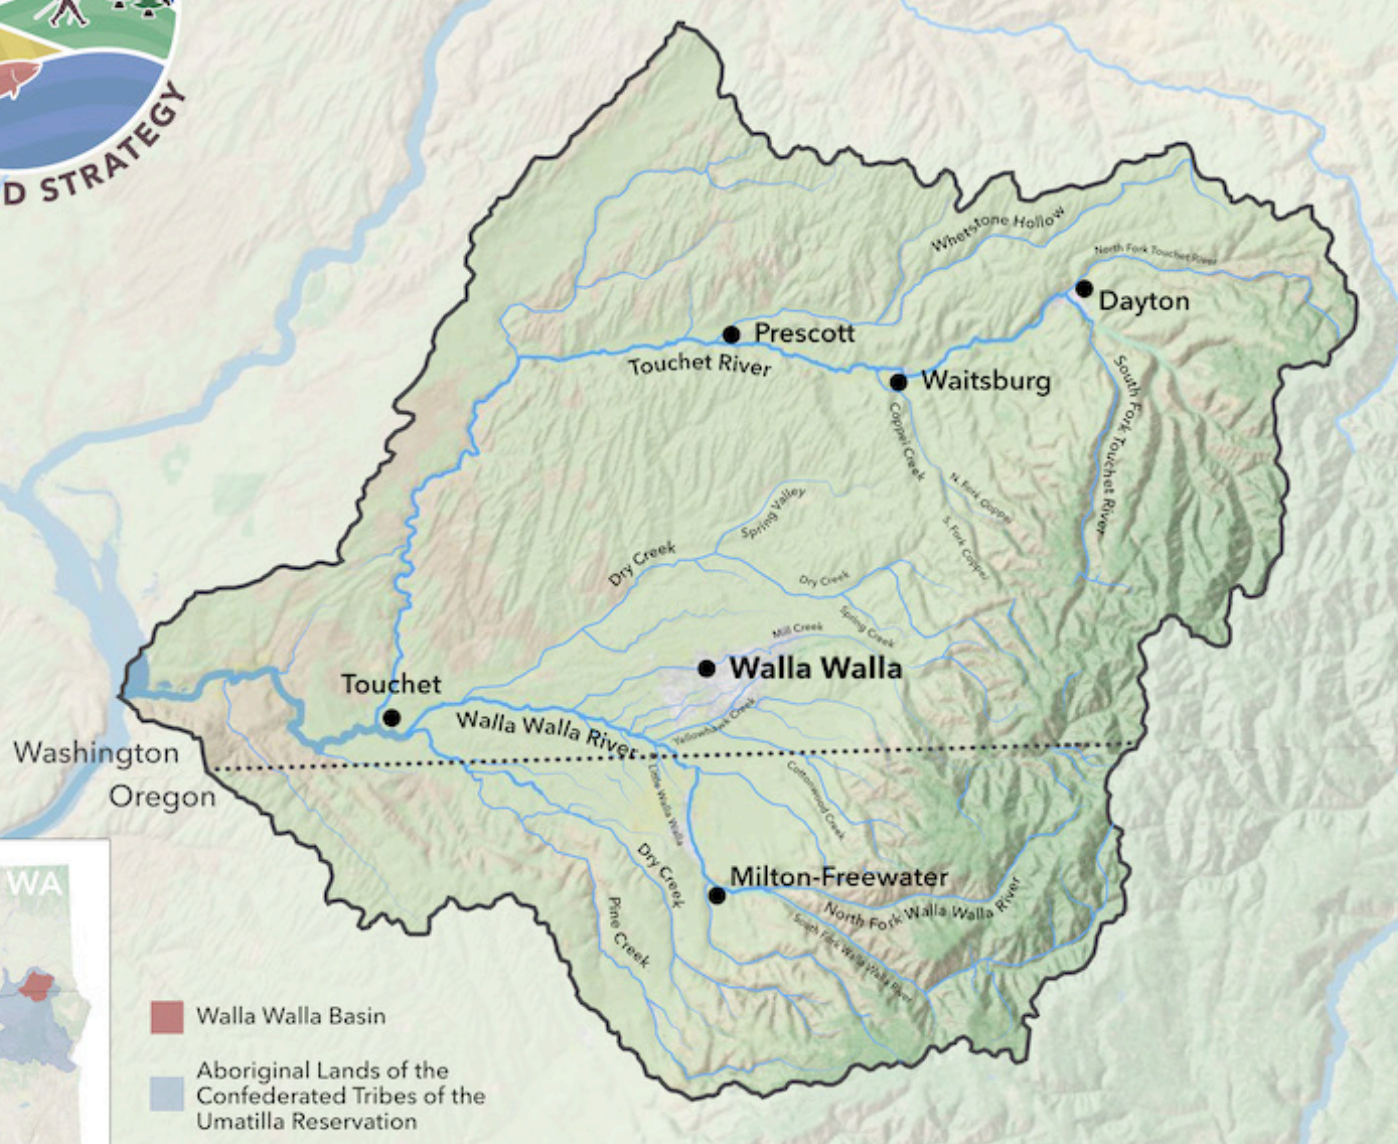 D STRATEGY
Whetstone Hollow
North Fork Touchet River
Dayton
Prescott
Touchet River
Waitsburg
South Fork Touchet River
Coppei Creek
N. Fork Coppei
S. Fork Coppei
Spring Valley
Dry Creek
Dry Creek
Spring Creek
Mill Creek
Walla Walla
Touchet
Walla Walla River
Yellowhawk Creek
Washington
Oregon
Little Walla Walla
Cottonwood Creek
Dry Creek
Milton-Freewater
North Fork Walla Walla River
South Fork Walla Walla River
Pine Creek
WA
Walla Walla Basin
Aboriginal Lands of the
Confederated Tribes of the
Umatilla Reservation